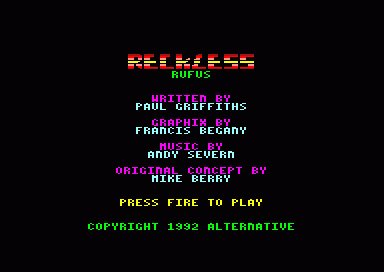 RECKLESS
RUFUS
WRITTEN BY
PAUL GRIFFITHS
GRAPHIX BY
FRANCIS BEGANY
MUSIC BY
ANDY SEVERN
ORIGINAL CONCEPT BY
MIKE BERRY
PRESS FIRE TO PLAY
COPYRIGHT 1992 ALTERNATIVE